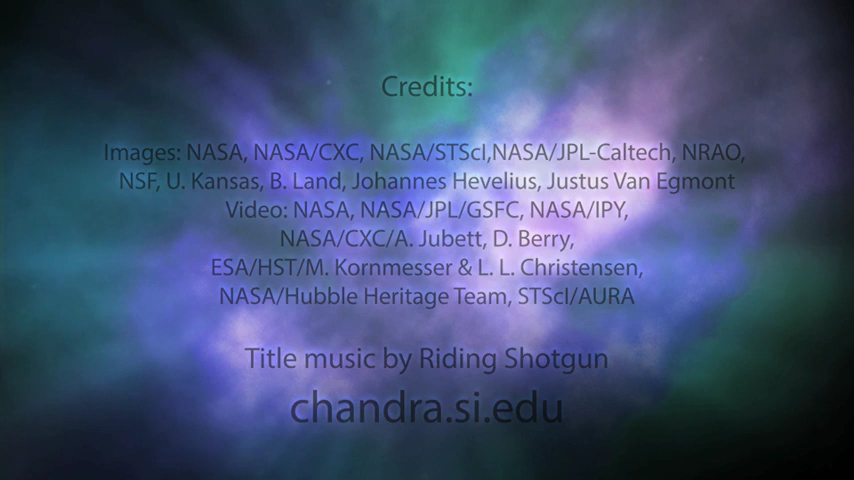 Credits:
Images: NASA, NASA/CXC, NASA/STScI,NASA/JPL-Caltech, NRAO,
NSF, U. Kansas, B. Land, Johannes Hevelius, Justus Van Egmont
Video: NASA, NASA/JPL/GSFC, NASA/IPY,
NASA/CXC/A. Jubett, D. Berry,
ESA/HST/M. Kornmesser & L. L. Christensen,
NASA/Hubble Heritage Team, STScI/AURA
Title music by Riding Shotgun
chandra.si.edu